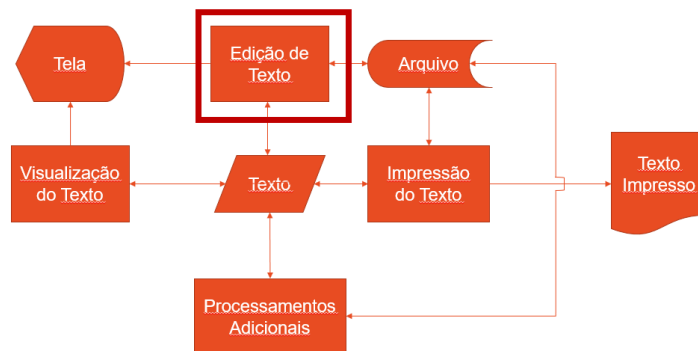 Tela
Edição de
Texto
Arquivo
Visualização
do Texto
Texto
Impressão
do Texto
Texto
Impresso
Processamentos
Adicionais